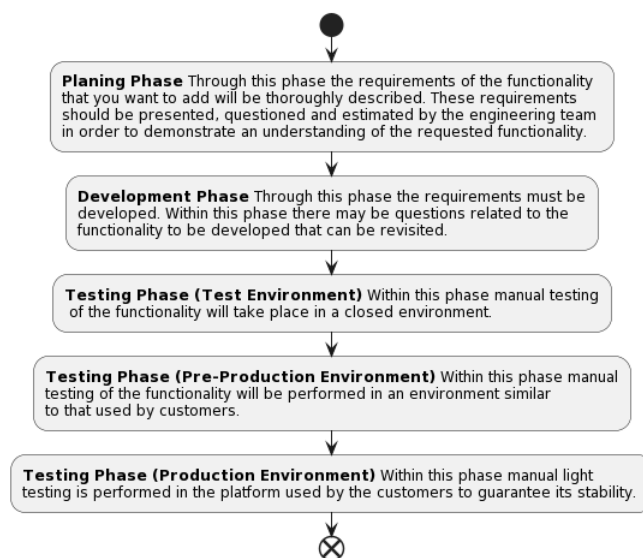 Planing Phase Through this phase the requirements of the functionality
that you want to add will be thoroughly described. These requirements
should be presented, questioned and estimated by the engineering team
in order to demonstrate an understanding of the requested functionality.
Development Phase Through this phase the requirements must be
developed. Within this phase there may be questions related to the
functionality to be developed that can be revisited.
Testing Phase (Test Environment) Within this phase manual testing
of the functionality will take place in a closed environment.
Testing Phase (Pre-Production Environment) Within this phase manual
testing of the functionality will be performed in an environment similar
to that used by customers.
Testing Phase (Production Environment) Within this phase manual light
testing is performed in the platform used by the customers to guarantee its stability.